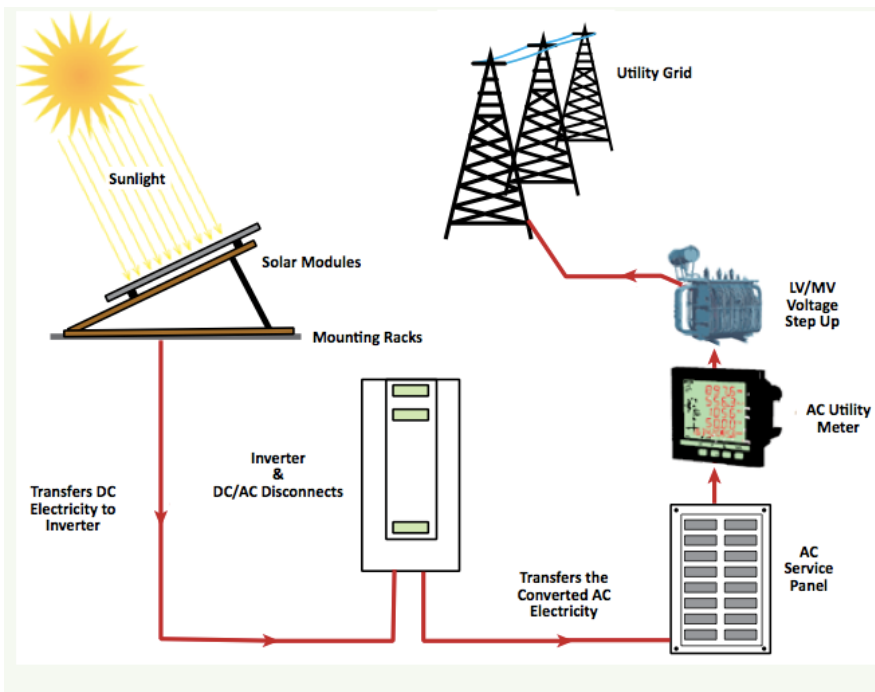 Utility Grid
Sunlight
Solar Modules
LV/MV
Voltage
Step Up
Mounting Racks
AC Utility
Meter
Inverter
&
DC/AC Disconnects
Transfers DC
Electricity to
Inverter
AC
Service
Panel
Transfers the
Converted AC
Electricity